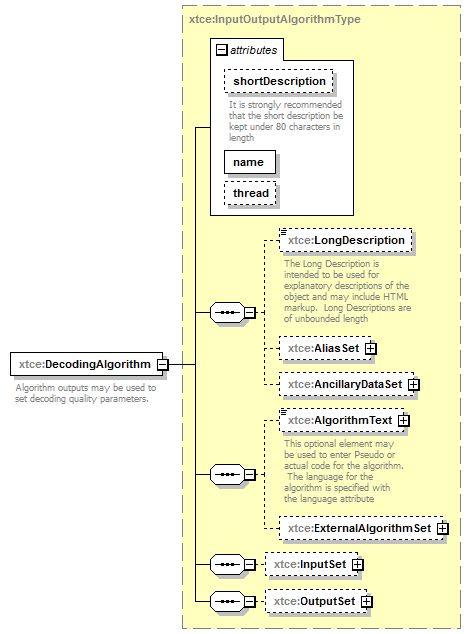 xtce:InputOutputAlgorithmType
attributes
shortDescription
It is strongly recommended
that the short description be
kept under 80 characters in
length
name
thread
xtce:LongDescription
The Long Description is
intended to be used for
explanatory descriptions of the
object and may include HTML
markup.  Long Descriptions are
of unbounded length
xtce:AliasSet
xtce:DecodingAlgorithm
Algorithm outputs may be used to
set decoding quality parameters.
xtce:AncillaryDataSet
xtce:AlgorithmText
This optional element may
be used to enter Pseudo or
actual code for the algorithm.
The language for the
algorithm is specified with
the language attribute
xtce:ExternalAlgorithmSet
xtce:InputSet
xtce:OutputSet